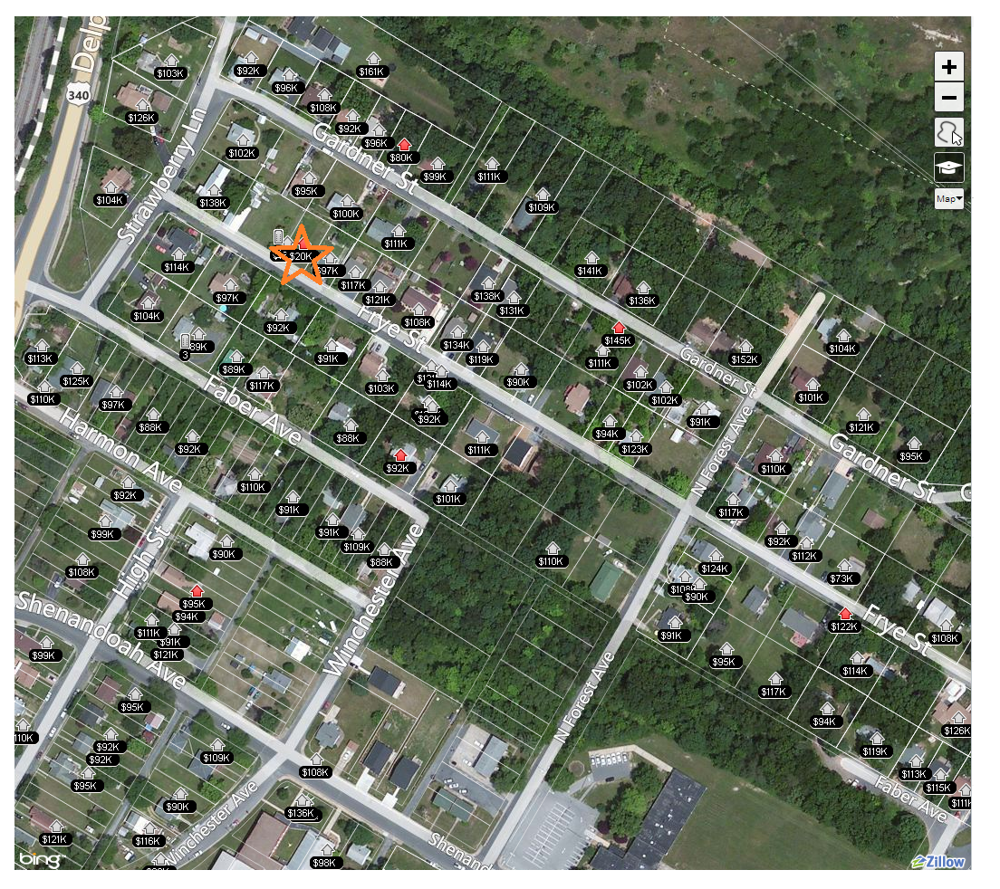 Delp
340
$103K
$92K
$161K
$96K
$126K
$108K
$92K
$96K
$80K
$102K
$99K
$111K
Gardner St
Strawberry Ln
$104K
$138K
$95K
$109K
$100K
$111K
$114K
$20K
$97K
$141K
$117K
$97K
$121K
$138K
$136K
$104K
$131K
$92K
$108K
Frye St
$145K
$134K
$152K
$104K
$89K
3
$91K
$119K
$111K
Gardner St
$113K
$89K
$125K
$117K
$103K
$114K
$90K
$102K
$101K
$110K
$97K
$102K
Faber Ave
$88K
$92K
$91K
$121K
Harmon Ave
$88K
$94K
$92K
$111K
$123K
$95K
N Forest Ave
$110K
Gardner St
$92K
$92K
$110K
$101K
$91K
$117K
$99K
$91K
$109K
$92K
$90K
$88K
$110K
$112K
$108K
High St
$124K
$73K
Winchester Ave
$90K
$95K
$94K
Shenandoah Ave
$111K
$91K
$91K
$122K
Frye St
$108K
$99K
$121K
$95K
$114K
$117K
$95K
N Forest Ave
$94K
$126K
$92K
$92K
$109K
$119K
$95K
$108K
$113K
$115K
Faber Ave
$90K
$136K
Winchester Ave
$121K
$116K
Shenand
$98K
bing
Zillow
+
−
Map